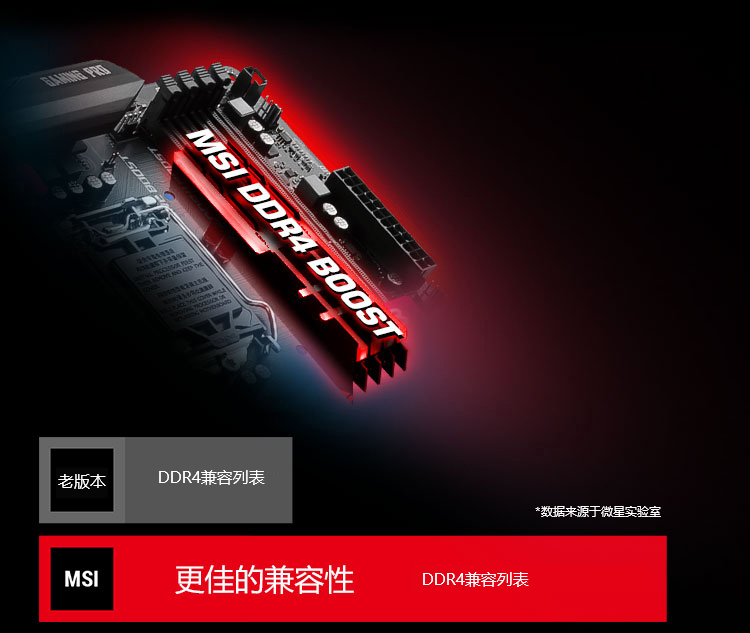 GAMING PRO
MSI DDR4 BOOST
老版本
DDR4兼容列表
*数据来源于微星实验室
MSI
更佳的兼容性
DDR4兼容列表